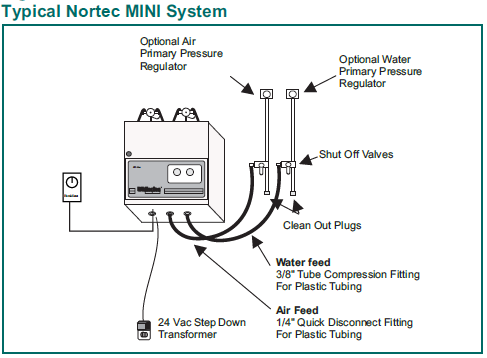 Typical Nortec MINI System
Optional Air
Primary Pressure
Regulator
Optional Water
Primary Pressure
Regulator
Shut Off Valves
Clean Out Plugs
Water feed
3/8" Tube Compression Fitting
For Plastic Tubing
Air Feed
1/4" Quick Disconnect Fitting
For Plastic Tubing
24 Vac Step Down
Transformer